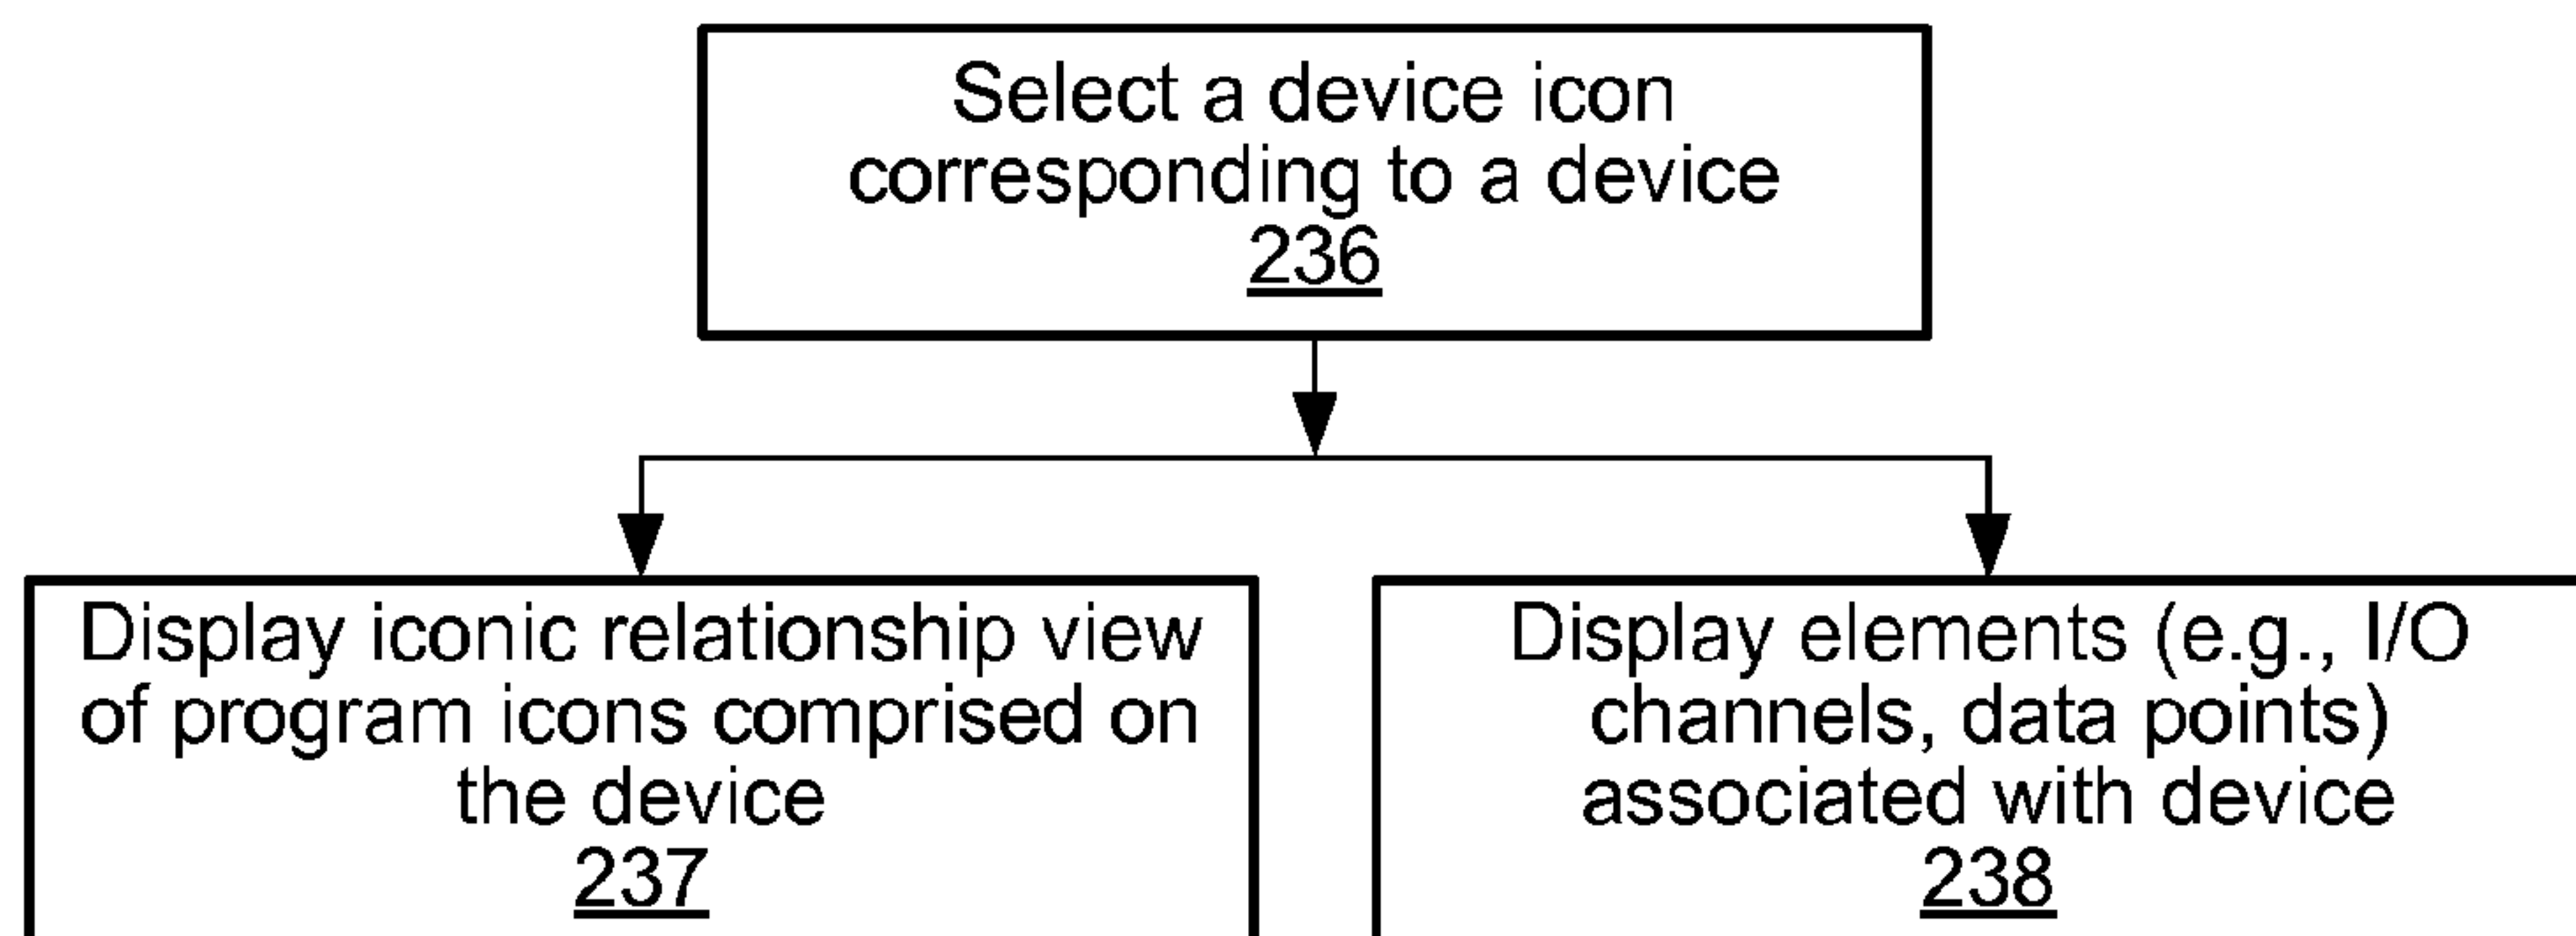 Select a device icon
corresponding to a device
236
Display iconic relationship view
of program icons comprised on
the device
237
Display elements (e.g., I/O
channels, data points)
associated with device
238